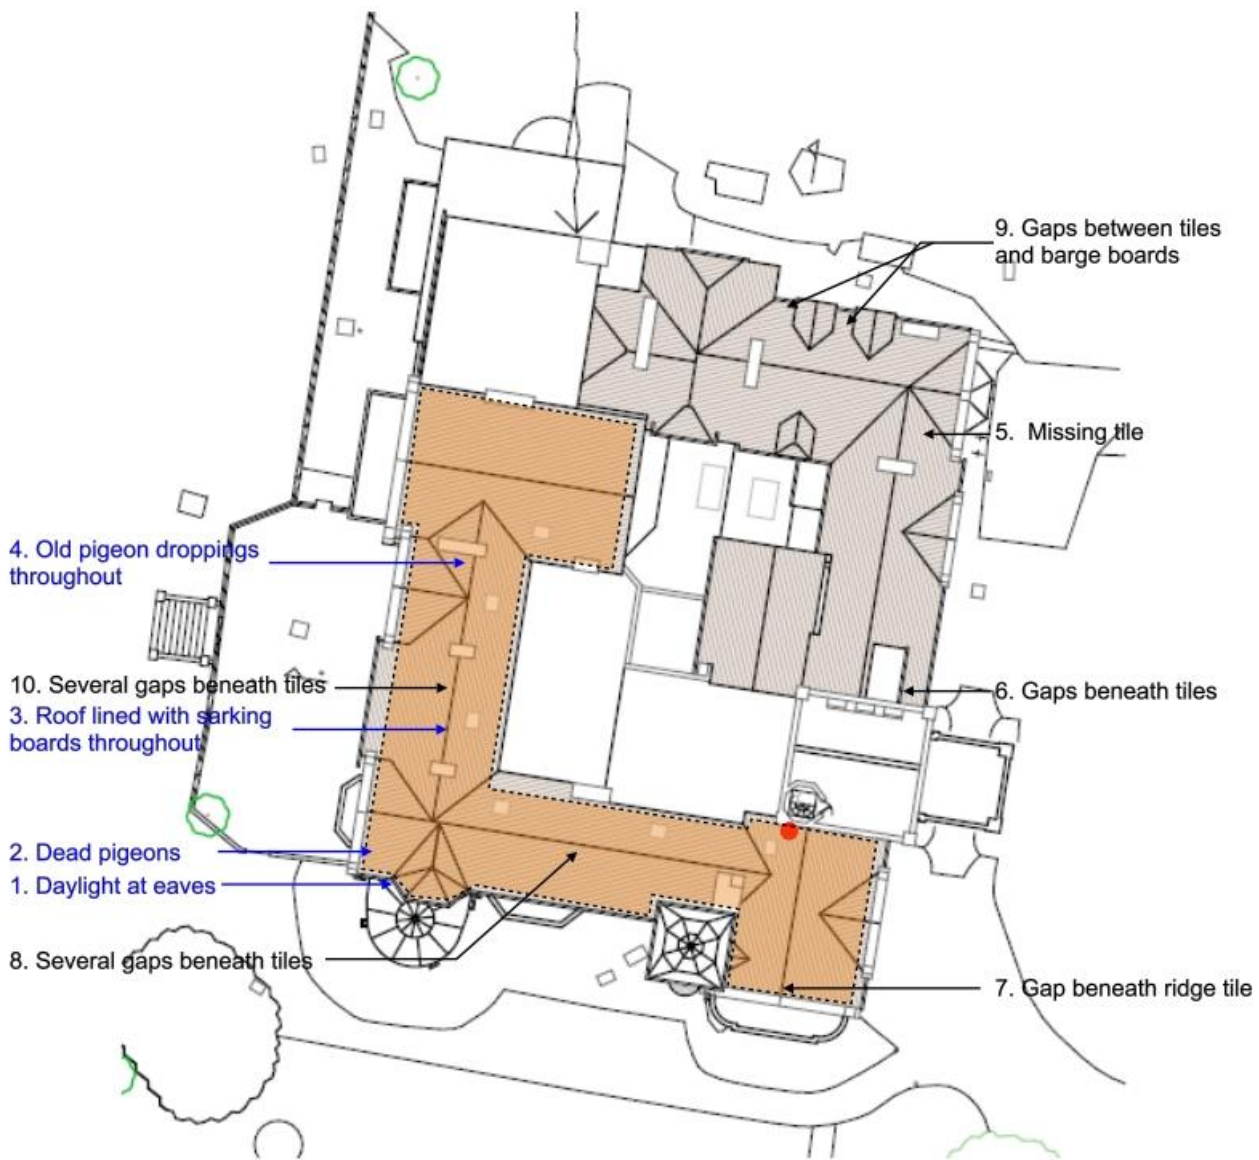 9. Gaps between tiles
and barge boards
5.  Missing tile
4. Old pigeon droppings
throughout
10. Several gaps beneath tiles
6. Gaps beneath tiles
3. Roof lined with sarking
boards throughout
2. Dead pigeons
1. Daylight at eaves
8. Several gaps beneath tiles
7. Gap beneath ridge tile